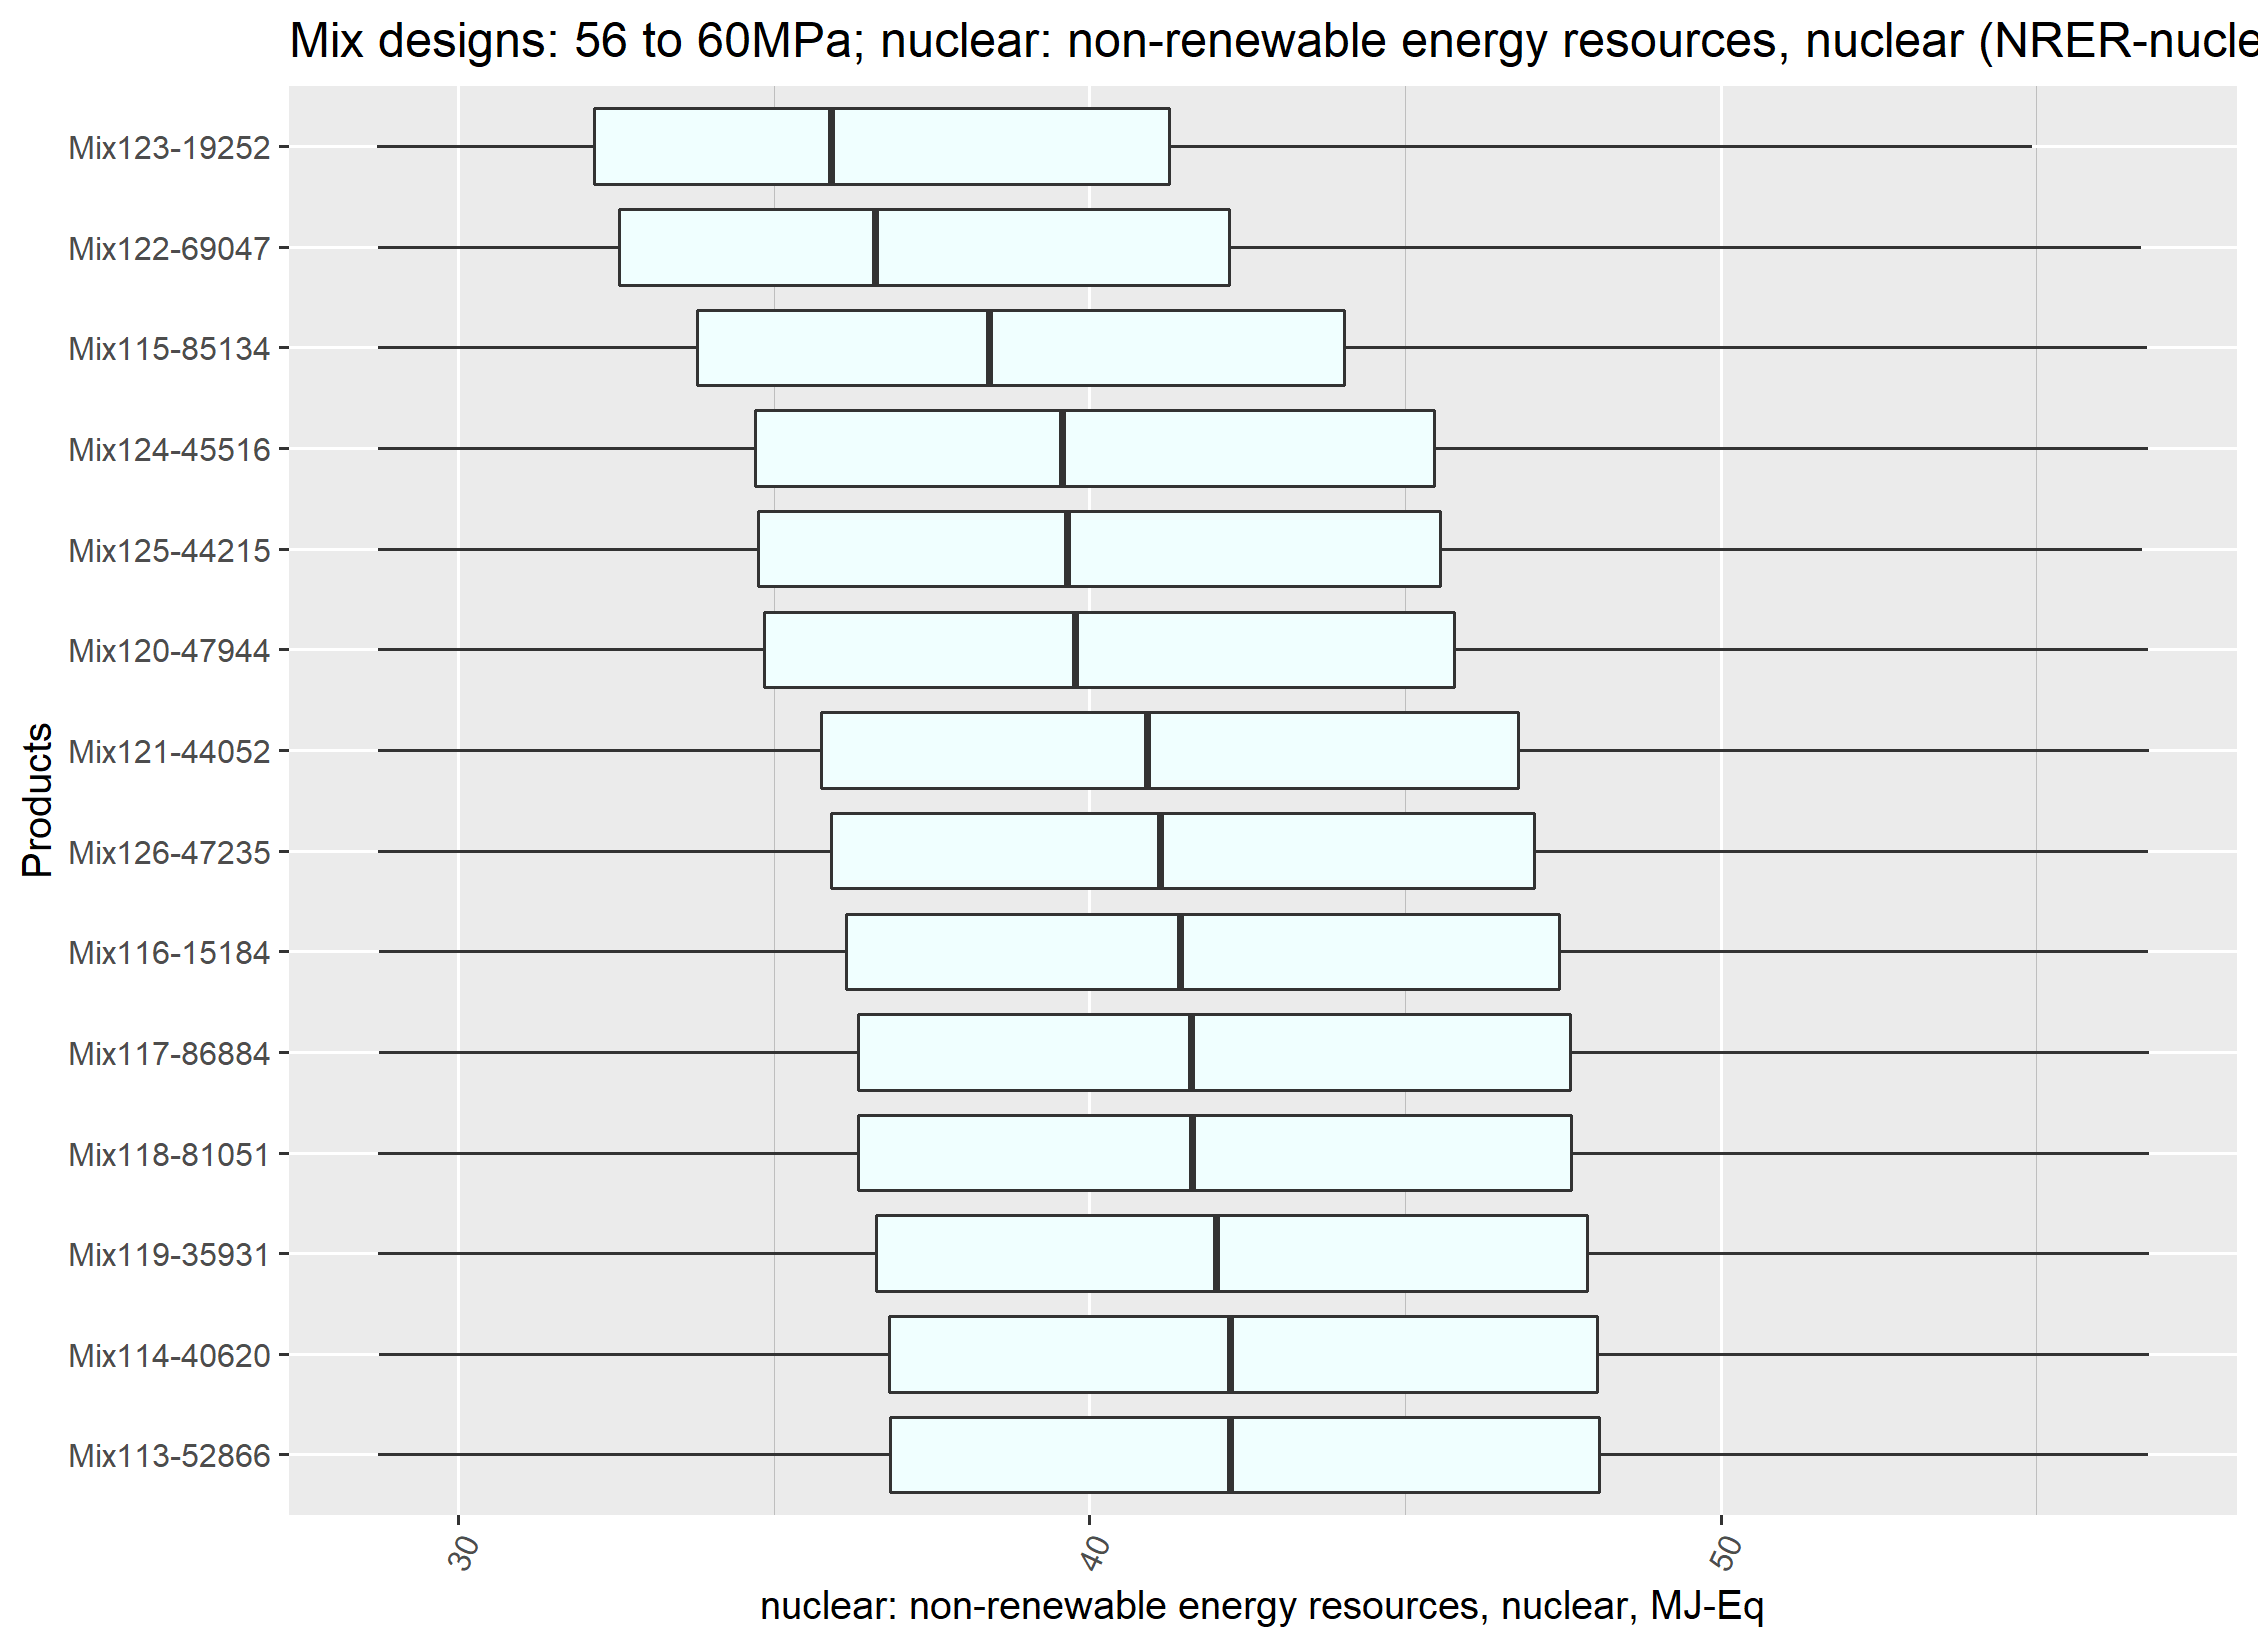 Mix designs: 56 to 60MPa; nuclear: non-renewable energy resources, nuclear (NRER-nucle
Mix123-19252
Mix122-69047
Mix115-85134
Mix124-45516
Mix125-44215
Mix120-47944
Mix121-44052
Mix126-47235
Mix116-15184
Mix117-86884
Mix118-81051
Mix119-35931
Mix114-40620
Mix113-52866
Products
30
40
50
nuclear: non-renewable energy resources, nuclear, MJ-Eq